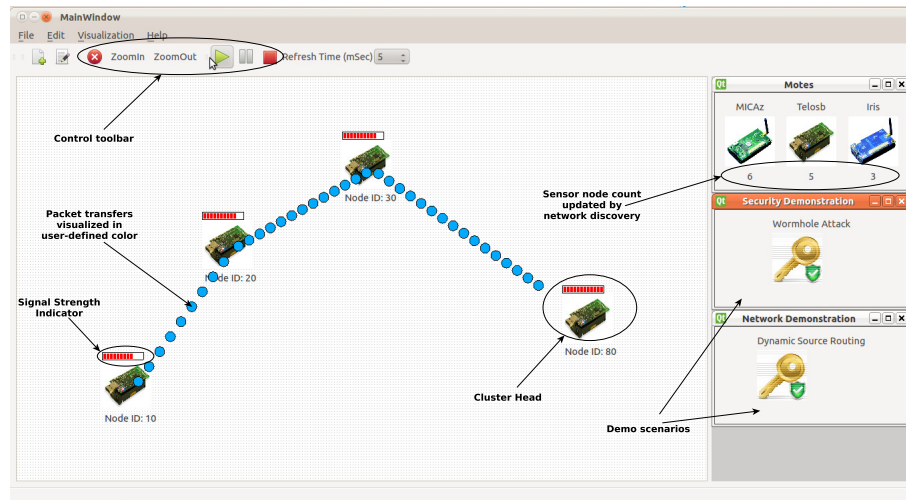 MainWindow
File Edit Visualization Help
ZoomIn ZoomOut Refresh Time (mSec) 5
Control toolbar
Node ID: 30
Packet transfers
visualized in
user-defined color
Node ID: 20
Signal Strength
Indicator
Node ID: 10
Node ID: 80
Cluster Head
Sensor node count
updated by
network discovery
Demo scenarios
Qt Motes
MICAz Telosb Iris
6 5 3
Qt Security Demonstration
Wormhole Attack
Qt Network Demonstration
Dynamic Source Routing